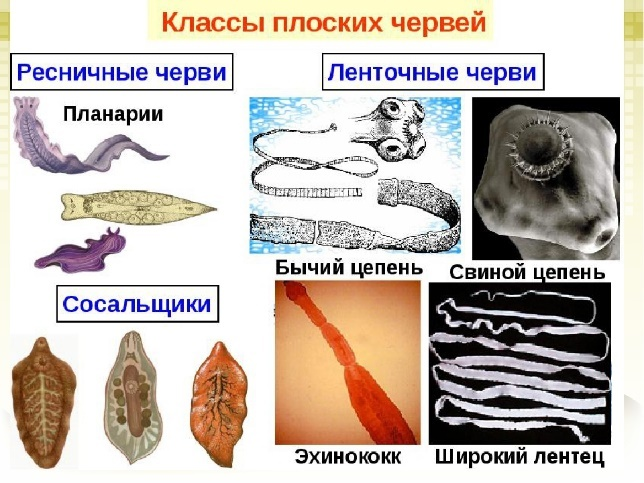 Классы плоских червей
Ресничные черви
Ленточные черви
Планарии
Бычий цепень
Свиной цепень
Сосальщики
Эхинококк
Широкий лентец